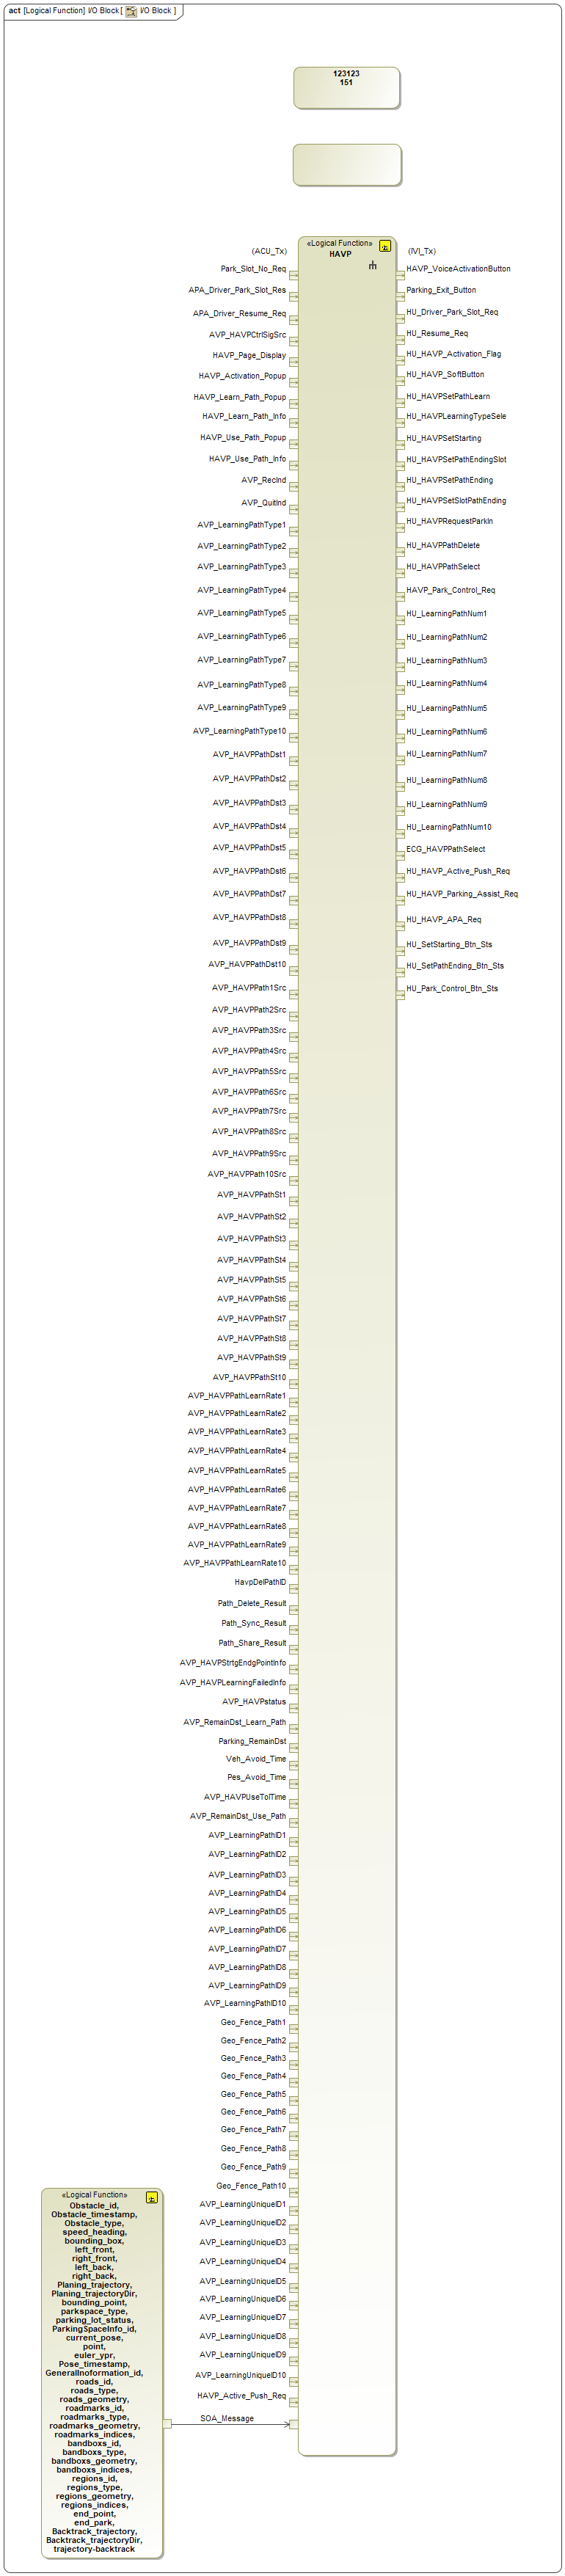 act [Logical Function] I/O Block [ I/O Block ]
123123
151
«Logical Function»
HAVP
(ACU_Tx)
Park_Slot_No_Req
APA_Driver_Park_Slot_Res
APA_Driver_Resume_Req
AVP_HAVPCtrlSigSrc
HAVP_Page_Display
HAVP_Activation_Popup
HAVP_Learn_Path_Popup
HAVP_Learn_Path_Info
HAVP_Use_Path_Popup
HAVP_Use_Path_Info
AVP_RecInd
AVP_QuitInd
AVP_LearningPathType1
AVP_LearningPathType2
AVP_LearningPathType3
AVP_LearningPathType4
AVP_LearningPathType5
AVP_LearningPathType6
AVP_LearningPathType7
AVP_LearningPathType8
AVP_LearningPathType9
AVP_LearningPathType10
AVP_HAVPPathDst1
AVP_HAVPPathDst2
AVP_HAVPPathDst3
AVP_HAVPPathDst4
AVP_HAVPPathDst5
AVP_HAVPPathDst6
AVP_HAVPPathDst7
AVP_HAVPPathDst8
AVP_HAVPPathDst9
AVP_HAVPPathDst10
AVP_HAVPPath1Src
AVP_HAVPPath2Src
AVP_HAVPPath3Src
AVP_HAVPPath4Src
AVP_HAVPPath5Src
AVP_HAVPPath6Src
AVP_HAVPPath7Src
AVP_HAVPPath8Src
AVP_HAVPPath9Src
AVP_HAVPPath10Src
AVP_HAVPPathSt1
AVP_HAVPPathSt2
AVP_HAVPPathSt3
AVP_HAVPPathSt4
AVP_HAVPPathSt5
AVP_HAVPPathSt6
AVP_HAVPPathSt7
AVP_HAVPPathSt8
AVP_HAVPPathSt9
AVP_HAVPPathSt10
AVP_HAVPPathLearnRate1
AVP_HAVPPathLearnRate2
AVP_HAVPPathLearnRate3
AVP_HAVPPathLearnRate4
AVP_HAVPPathLearnRate5
AVP_HAVPPathLearnRate6
AVP_HAVPPathLearnRate7
AVP_HAVPPathLearnRate8
AVP_HAVPPathLearnRate9
AVP_HAVPPathLearnRate10
HavpDelPathID
Path_Delete_Result
Path_Sync_Result
Path_Share_Result
AVP_HAVPStrtgEndgPointInfo
AVP_HAVPLearningFailedInfo
AVP_HAVPstatus
AVP_RemainDst_Learn_Path
Parking_RemainDst
Veh_Avoid_Time
Pes_Avoid_Time
AVP_HAVPUseTolTime
AVP_RemainDst_Use_Path
AVP_LearningPathID1
AVP_LearningPathID2
AVP_LearningPathID3
AVP_LearningPathID4
AVP_LearningPathID5
AVP_LearningPathID6
AVP_LearningPathID7
AVP_LearningPathID8
AVP_LearningPathID9
AVP_LearningPathID10
Geo_Fence_Path1
Geo_Fence_Path2
Geo_Fence_Path3
Geo_Fence_Path4
Geo_Fence_Path5
Geo_Fence_Path6
Geo_Fence_Path7
Geo_Fence_Path8
Geo_Fence_Path9
Geo_Fence_Path10
AVP_LearningUniqueID1
AVP_LearningUniqueID2
AVP_LearningUniqueID3
AVP_LearningUniqueID4
AVP_LearningUniqueID5
AVP_LearningUniqueID6
AVP_LearningUniqueID7
AVP_LearningUniqueID8
AVP_LearningUniqueID9
AVP_LearningUniqueID10
HAVP_Active_Push_Req
SOA_Message
(IVI_Tx)
HAVP_VoiceActivationButton
Parking_Exit_Button
HU_Driver_Park_Slot_Req
HU_Resume_Req
HU_HAVP_Activation_Flag
HU_HAVP_SoftButton
HU_HAVPSetPathLearn
HU_HAVPLearningTypeSele
HU_HAVPSetStarting
HU_HAVPSetPathEndingSlot
HU_HAVPSetPathEnding
HU_HAVPSetSlotPathEnding
HU_HAVPRequestParkIn
HU_HAVPPathDelete
HU_HAVPPathSelect
HAVP_Park_Control_Req
HU_LearningPathNum1
HU_LearningPathNum2
HU_LearningPathNum3
HU_LearningPathNum4
HU_LearningPathNum5
HU_LearningPathNum6
HU_LearningPathNum7
HU_LearningPathNum8
HU_LearningPathNum9
HU_LearningPathNum10
ECG_HAVPPathSelect
HU_HAVP_Active_Push_Req
HU_HAVP_Parking_Assist_Req
HU_HAVP_APA_Req
HU_SetStarting_Btn_Sts
HU_SetPathEnding_Btn_Sts
HU_Park_Control_Btn_Sts
«Logical Function»
Obstacle_id,
Obstacle_timestamp,
Obstacle_type,
speed_heading,
bounding_box,
left_front,
right_front,
left_back,
right_back,
Planing_trajectory,
Planing_trajectoryDir,
bounding_point,
parkspace_type,
parking_lot_status,
ParkingSpaceInfo_id,
current_pose,
point,
euler_ypr,
Pose_timestamp,
GeneralInoformation_id,
roads_id,
roads_type,
roads_geometry,
roadmarks_id,
roadmarks_type,
roadmarks_geometry,
roadmarks_indices,
bandboxs_id,
bandboxs_type,
bandboxs_geometry,
bandboxs_indices,
regions_id,
regions_type,
regions_geometry,
regions_indices,
end_point,
end_park,
Backtrack_trajectory,
Backtrack_trajectoryDir,
trajectory-backtrack